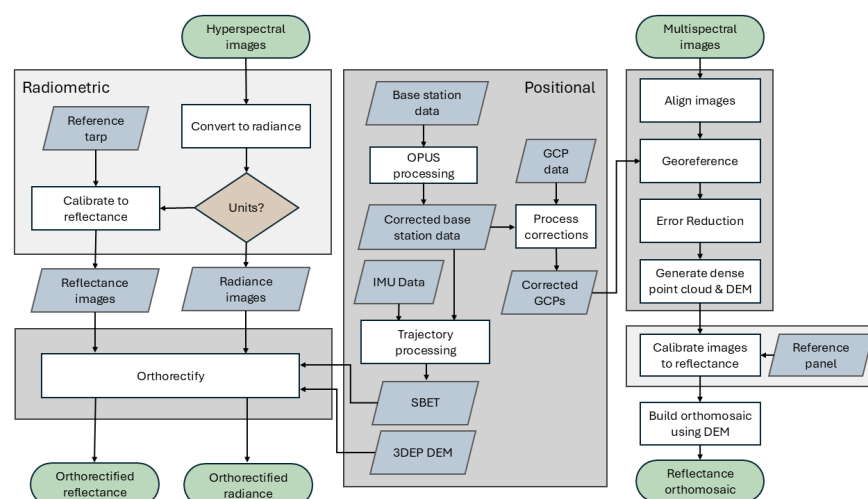 Hyperspectral
images
Multispectral
images
Radiometric
Reference
tarp
Convert to radiance
Calibrate to
reflectance
Units?
Reflectance
images
Radiance
images
Orthorectify
Orthorectified
reflectance
Orthorectified
radiance
Positional
Base station
data
OPUS
processing
GCP
data
Corrected base
station data
Process
corrections
IMU Data
Corrected
GCPs
Trajectory
processing
SBET
3DEP DEM
Align images
Georeference
Error Reduction
Generate dense
point cloud & DEM
Calibrate images
to reflectance
Reference
panel
Build orthomosaic
using DEM
Reflectance
orthomosaic